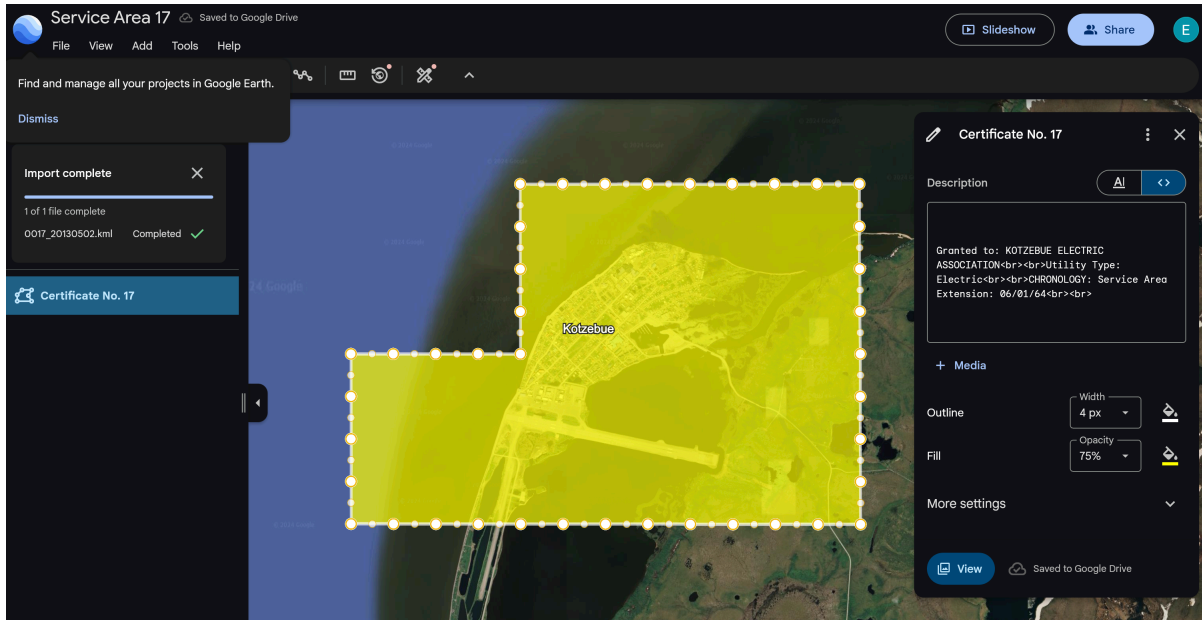 Service Area 17
Saved to Google Drive
File View Add Tools Help
Slideshow
Share
E
Find and manage all your projects in Google Earth.
Dismiss
Import complete
1 of 1 file complete
0017_20130502.kml Completed
Certificate No. 17
24 Google
© 2024 Google
Kotzebue
Certificate No. 17
Description
AI
<>
Granted to: KOTZEBUE ELECTRIC
ASSOCIATION<br><br>Utility Type:
Electric<br><br>CHRONOLOGY: Service Area
Extension: 06/01/64<br><br>
+ Media
Outline
Width
4 px
Fill
Opacity
75%
More settings
View
Saved to Google Drive